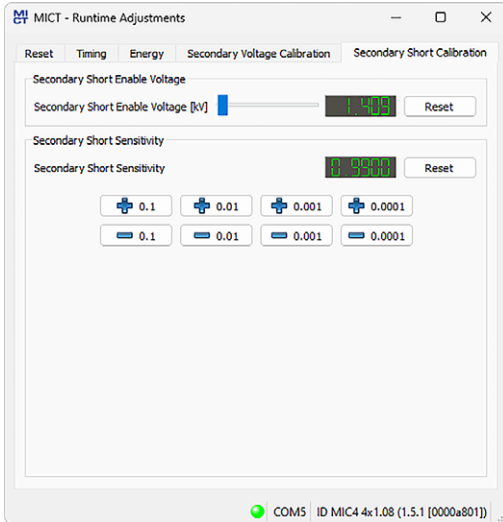 MICT - Runtime Adjustments
Reset Timing Energy Secondary Voltage Calibration Secondary Short Calibration
Secondary Short Enable Voltage
Secondary Short Enable Voltage [kV] 1.409 Reset
Secondary Short Sensitivity
Secondary Short Sensitivity 0.9900 Reset
0.1 0.01 0.001 0.0001
0.1 0.01 0.001 0.0001
COM5 ID MIC4 4x1.08 (1.5.1 [0000a801])